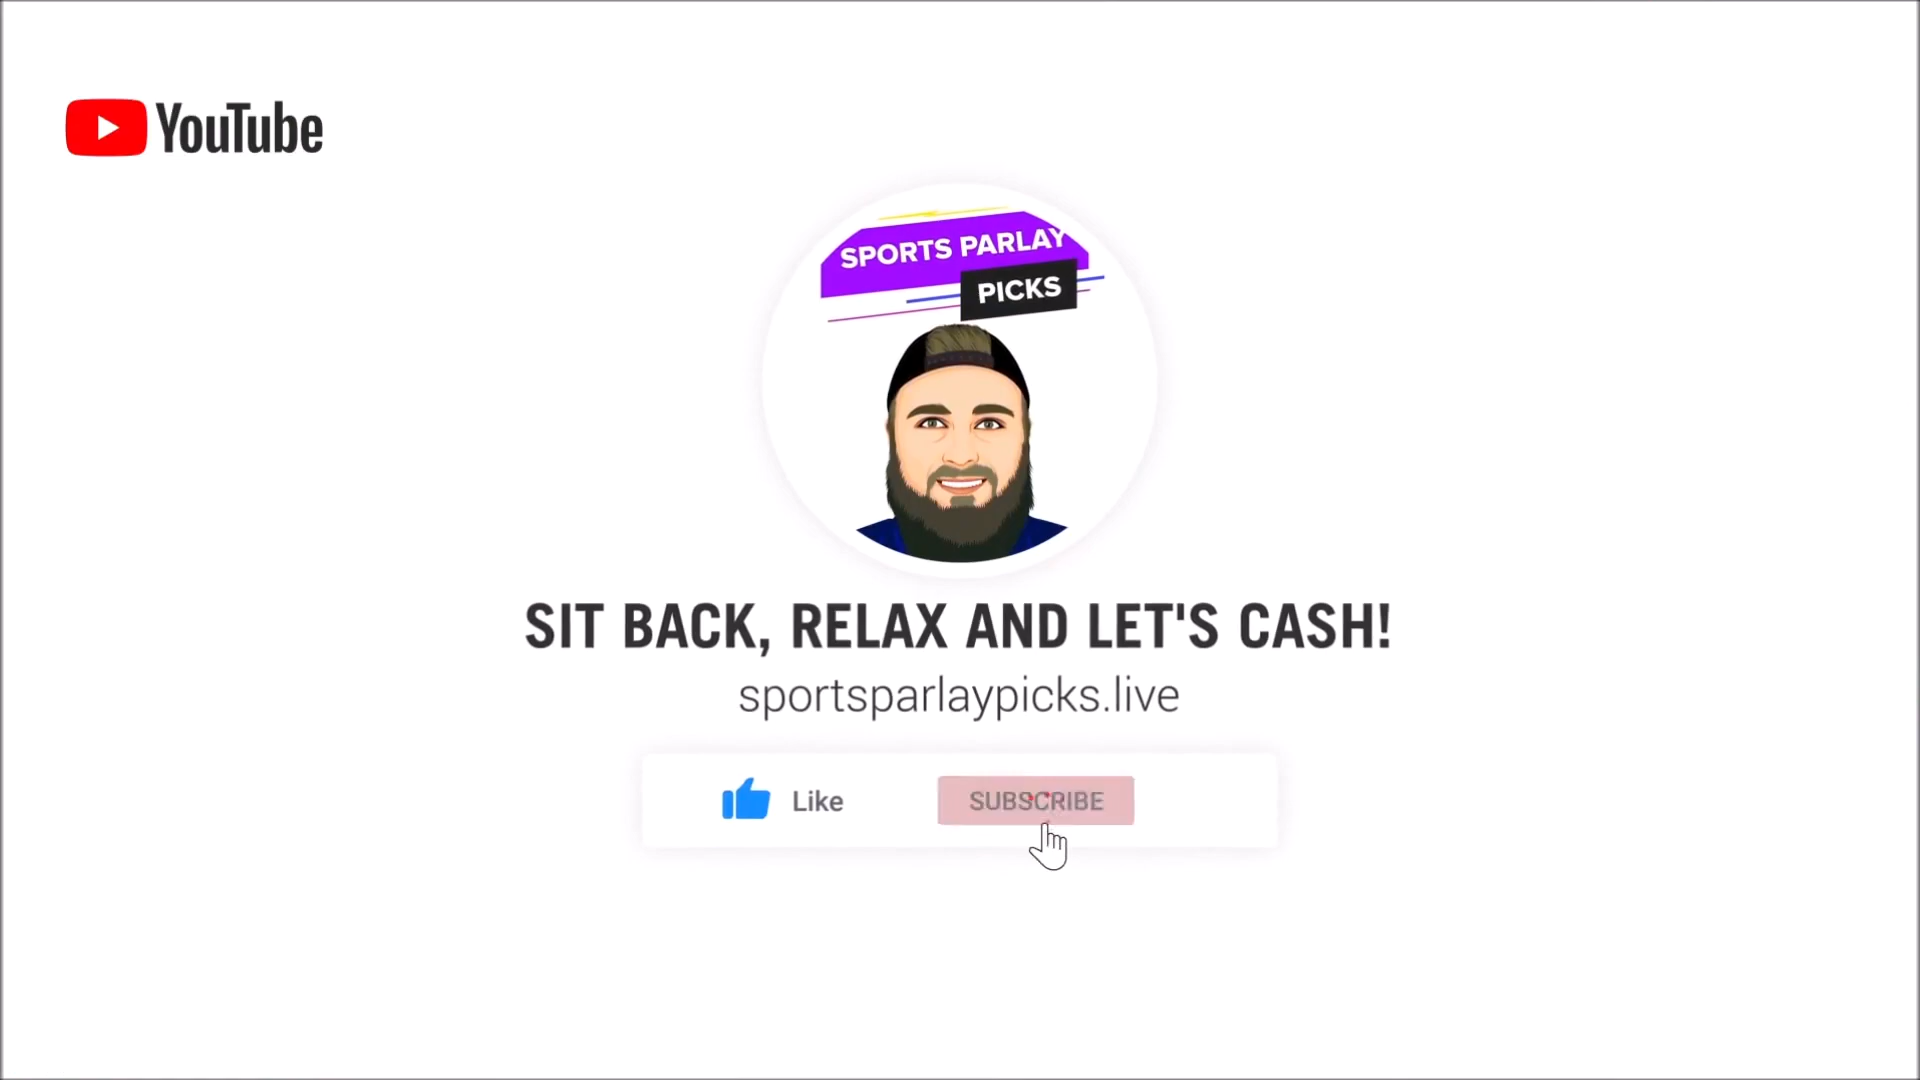 YouTube
SPORTS PARLAY
PICKS
SIT BACK, RELAX AND LET'S CASH!
sportsparlaypicks.live
Like
SUBSCRIBE